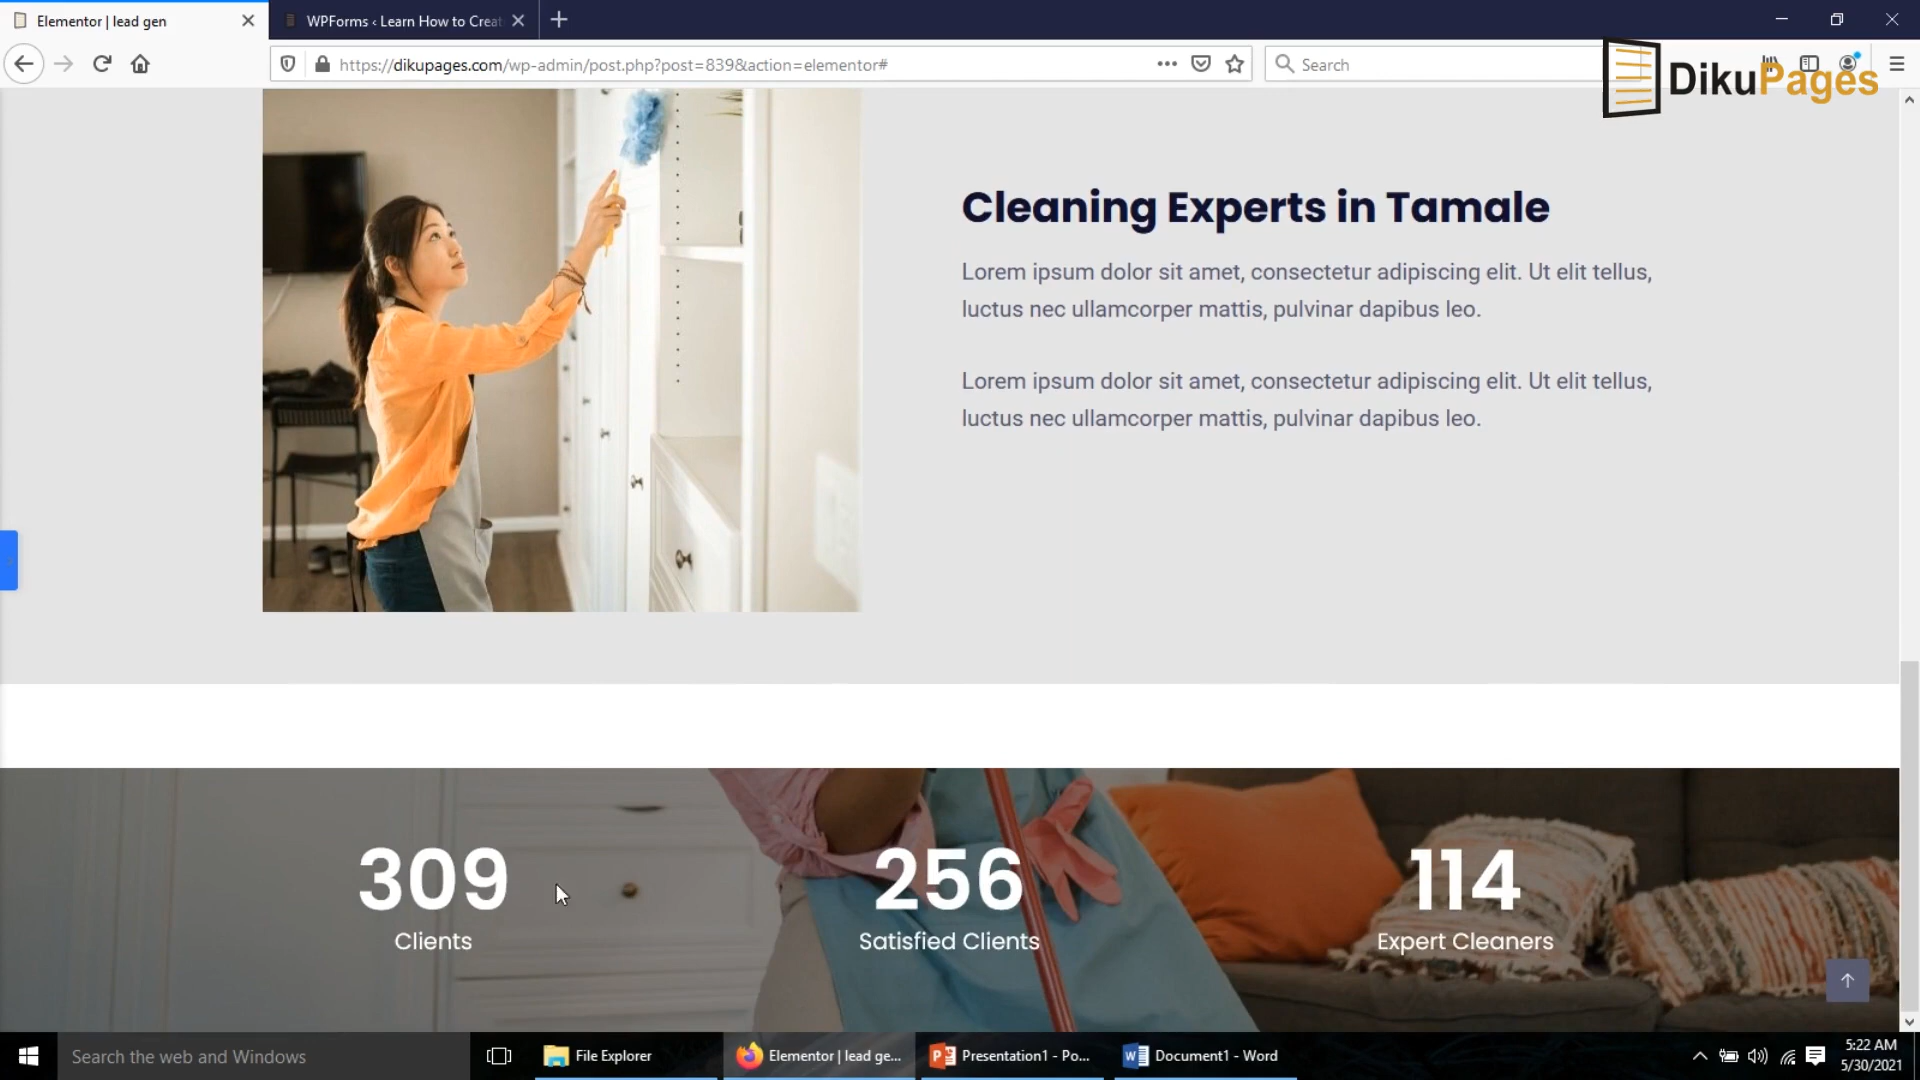 Elementor | lead gen
WPForms ‹ Learn How to Creat
https://dikupages.com/wp-admin/post.php?post=839&action=elementor#
Search
DikuPages
Cleaning Experts in Tamale
Lorem ipsum dolor sit amet, consectetur adipiscing elit. Ut elit tellus,
luctus nec ullamcorper mattis, pulvinar dapibus leo.
Lorem ipsum dolor sit amet, consectetur adipiscing elit. Ut elit tellus,
luctus nec ullamcorper mattis, pulvinar dapibus leo.
309
Clients
256
Satisfied Clients
114
Expert Cleaners
Search the web and Windows
File Explorer
Elementor | lead ge...
Presentation1 - Po...
Document1 - Word
5:22 AM
5/30/2021